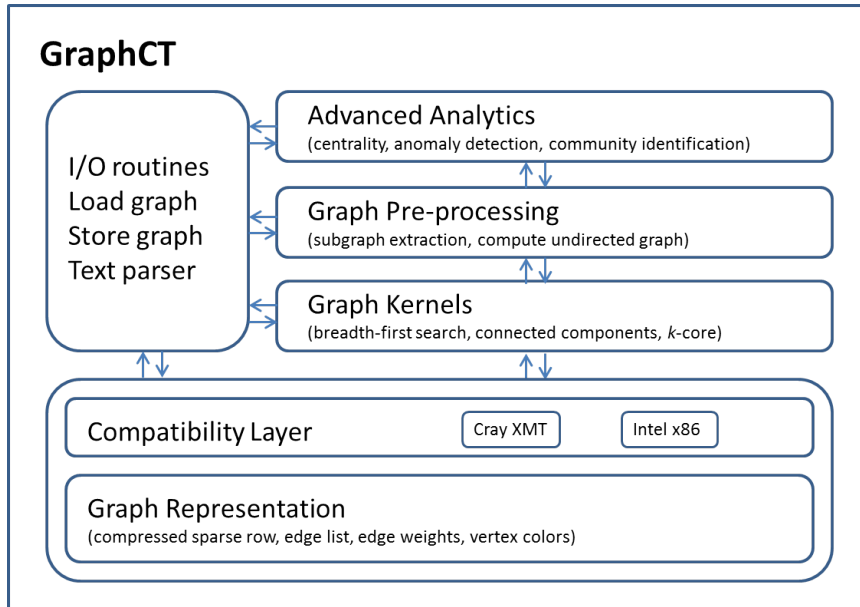 GraphCT
I/O routines
Load graph
Store graph
Text parser
Advanced Analytics
(centrality, anomaly detection, community identification)
Graph Pre-processing
(subgraph extraction, compute undirected graph)
Graph Kernels
(breadth-first search, connected components, k-core)
Compatibility Layer
Cray XMT
Intel x86
Graph Representation
(compressed sparse row, edge list, edge weights, vertex colors)